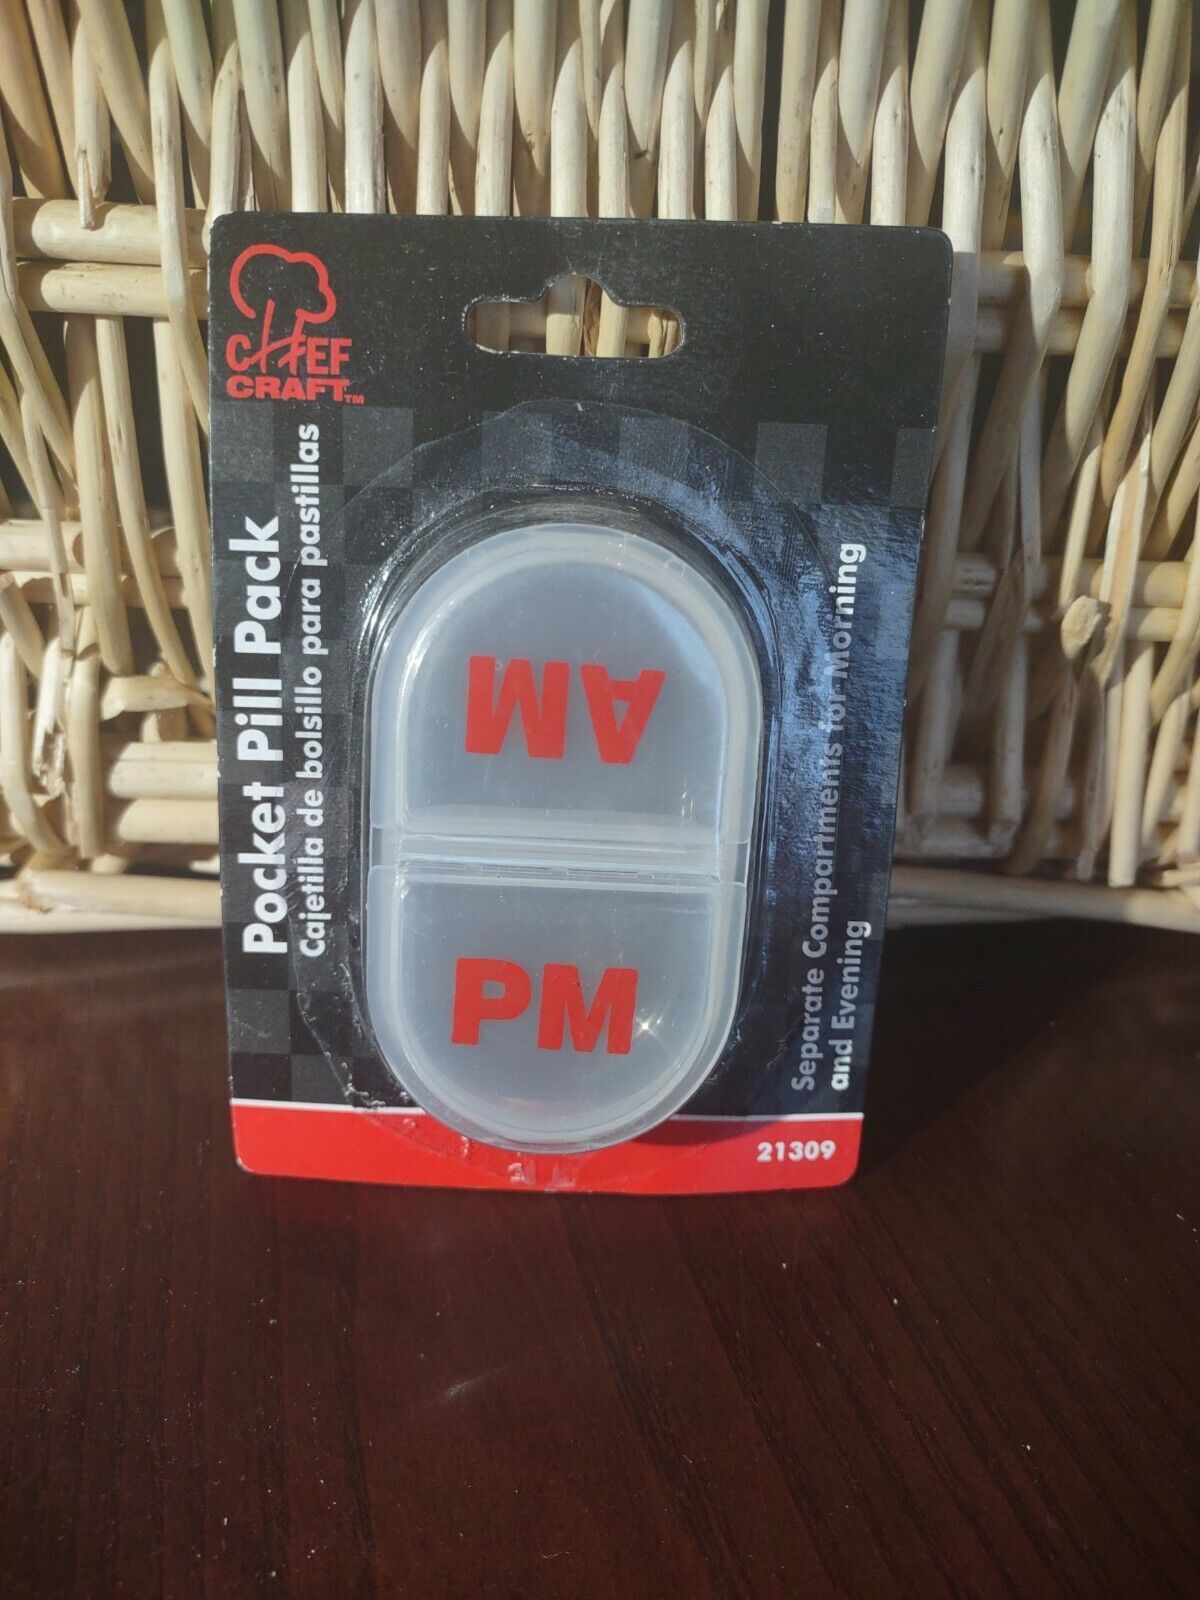 CHEF
CRAFT™
Pocket Pill Pack
Cajetilla de bolsillo para pastillas
AM
PM
Separate Compartments for Morning
and Evening
21309